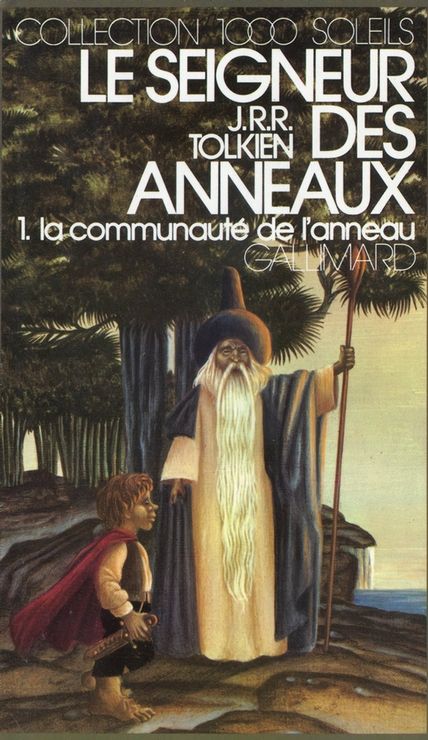 COLLECTION 1000 SOLEILS
LE SEIGNEUR
J.R.R.
TOLKIEN DES
ANNEAUX
1. la communauté de l'anneau
GALLIMARD